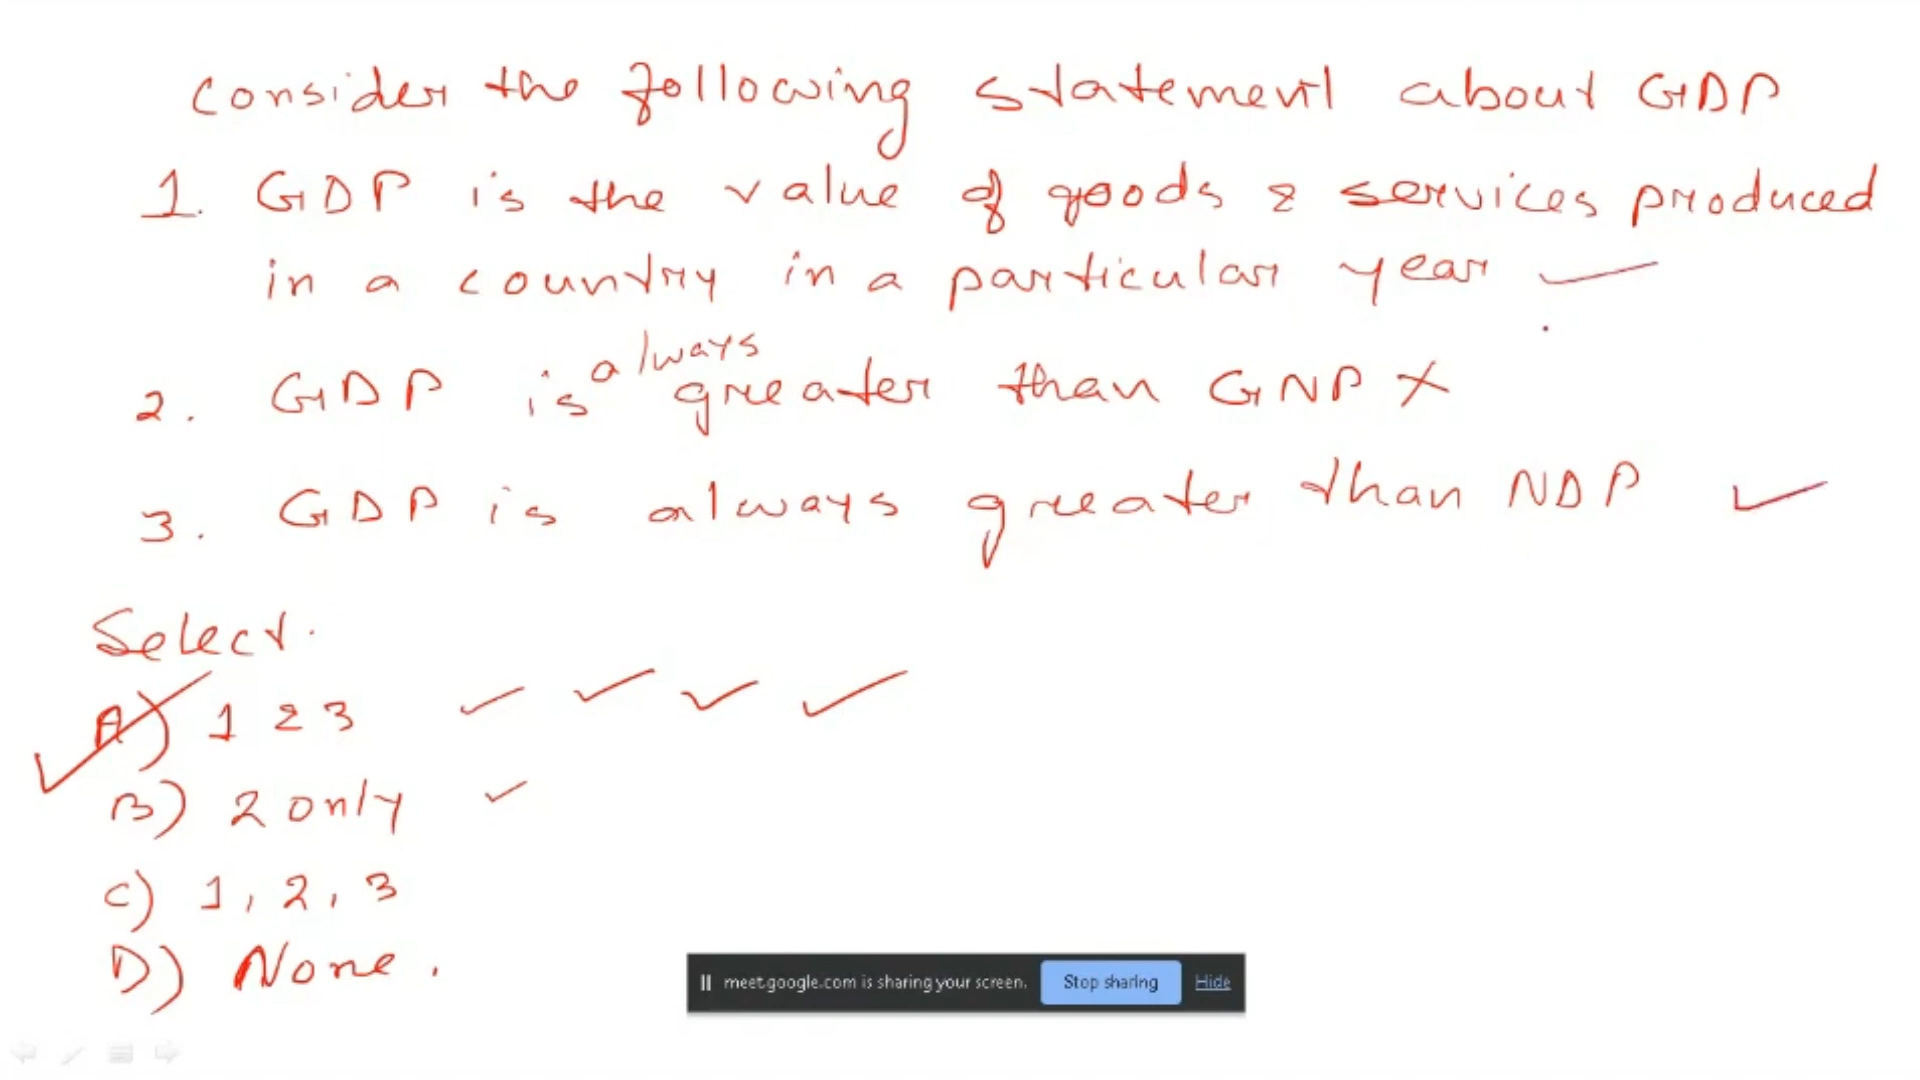 consider the following statement about GDP
1. GDP is the value of goods & services produced
in a country in a particular year ✓
2. GDP is always greater than GNP ×
3. GDP is always greater than NDP ✓
Select.
A) 1 & 3 ✓ ✓ ✓ ✓
B) 2 only ✓
C) 1, 2, 3
D) None.
meet.google.com is sharing your screen. Stop sharing Hide